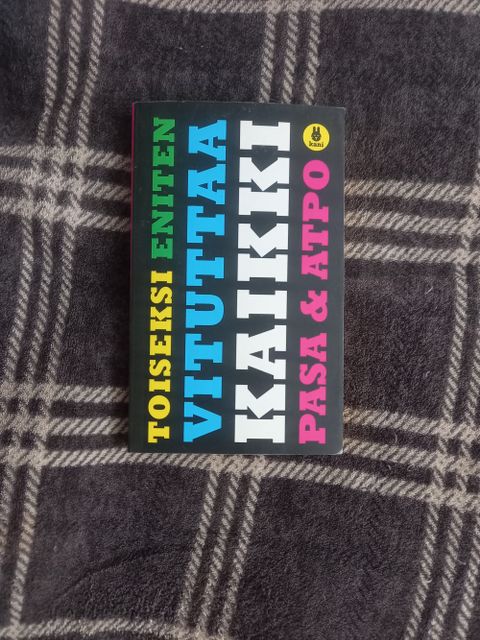 TOISEKSI ENITEN
VITUTTAA
KAIKKI
PASA & ATPO
kani